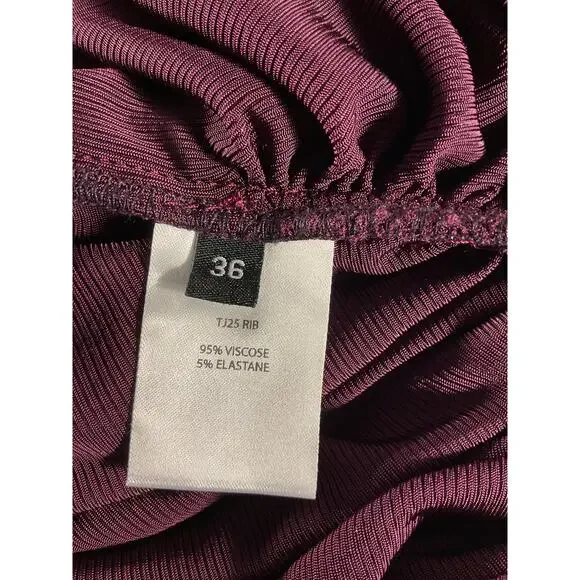 36
TJ25 RIB
95% VISCOSE
5% ELASTANE